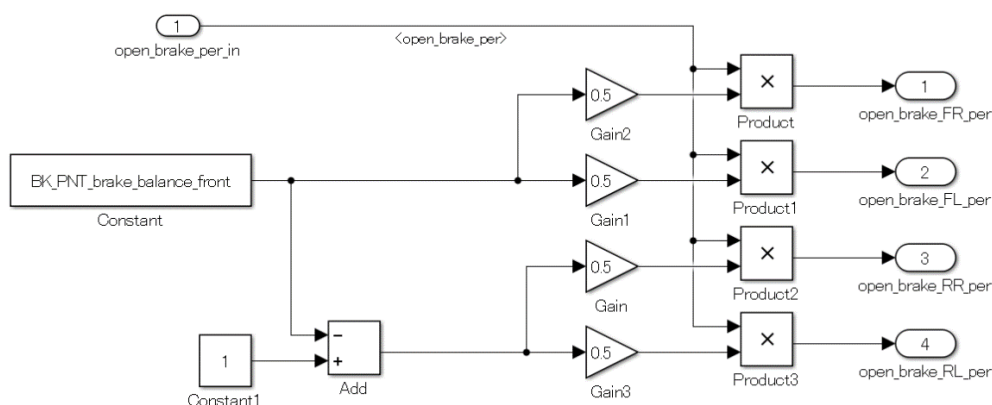 1
open_brake_per_in
<open_brake_per>
0.5
Gain2
×
Product
1
open_brake_FR_per
BK_PNT_brake_balance_front
Constant
0.5
Gain1
×
Product1
2
open_brake_FL_per
0.5
Gain
×
Product2
3
open_brake_RR_per
1
Constant1
−
+
Add
0.5
Gain3
×
Product3
4
open_brake_RL_per